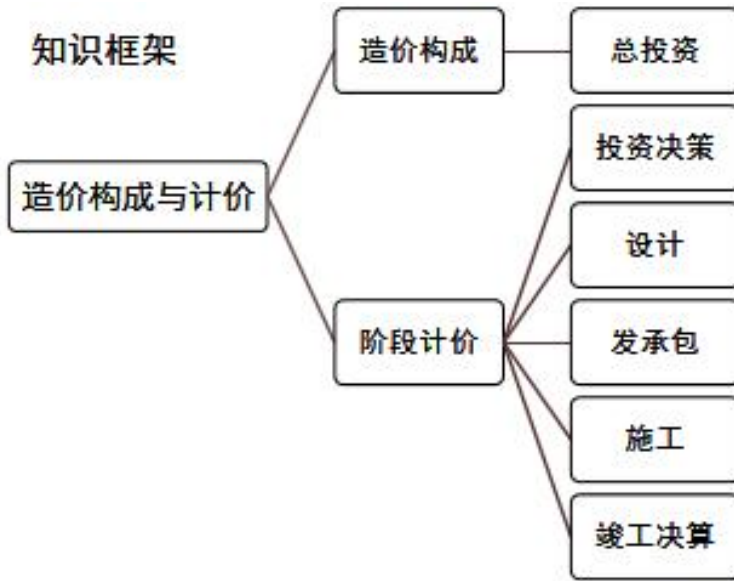 知识框架
造价构成
总投资
投资决策
造价构成与计价
设计
阶段计价
发承包
施工
竣工决算